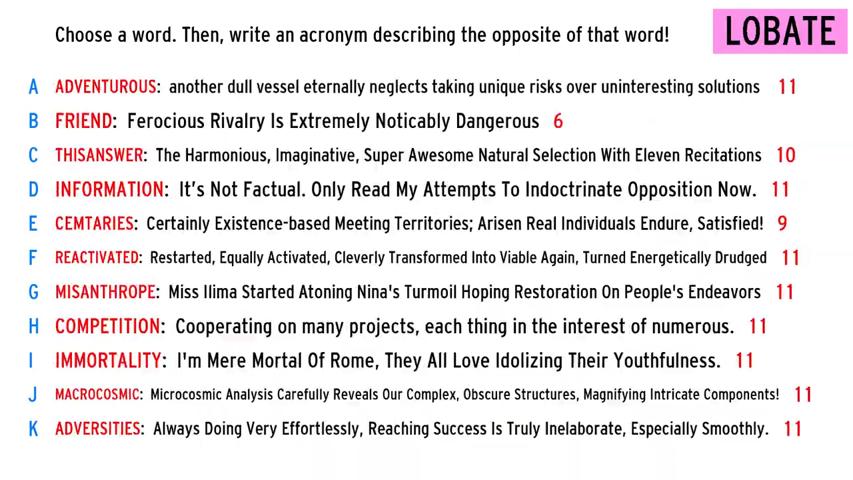 Choose a word. Then, write an acronym describing the opposite of that word!
LOBATE
A ADVENTUROUS: another dull vessel eternally neglects taking unique risks over uninteresting solutions 11
B FRIEND: Ferocious Rivalry Is Extremely Noticably Dangerous 6
C THISANSWER: The Harmonious, Imaginative, Super Awesome Natural Selection With Eleven Recitations 10
D INFORMATION: It's Not Factual. Only Read My Attempts To Indoctrinate Opposition Now. 11
E CEMTARIES: Certainly Existence-based Meeting Territories; Arisen Real Individuals Endure, Satisfied! 9
F REACTIVATED: Restarted, Equally Activated, Cleverly Transformed Into Viable Again, Turned Energetically Drudged 11
G MISANTHROPE: Miss Ilima Started Atoning Nina's Turmoil Hoping Restoration On People's Endeavors 11
H COMPETITION: Cooperating on many projects, each thing in the interest of numerous. 11
I IMMORTALITY: I'm Mere Mortal Of Rome, They All Love Idolizing Their Youthfulness. 11
J MACROCOSMIC: Microcosmic Analysis Carefully Reveals Our Complex, Obscure Structures, Magnifying Intricate Components! 11
K ADVERSITIES: Always Doing Very Effortlessly, Reaching Success Is Truly Inelaborate, Especially Smoothly. 11